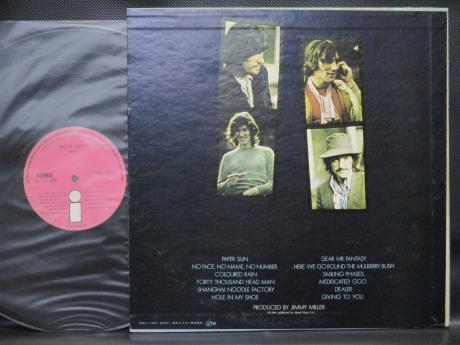 STEREO
PAPER SUN
NO FACE, NO NAME, NO NUMBER
COLOURED RAIN
FORTY THOUSAND HEAD MAN
SHANGHAI NOODLE FACTORY
HOLE IN MY SHOE
DEAR MR. FANTASY
HERE WE GO ROUND THE MULBERRY BUSH
SMILING PHASES
MEDEICATED GOO
DEALER
GIVING TO YOU
PRODUCED BY JIMMY MILLER